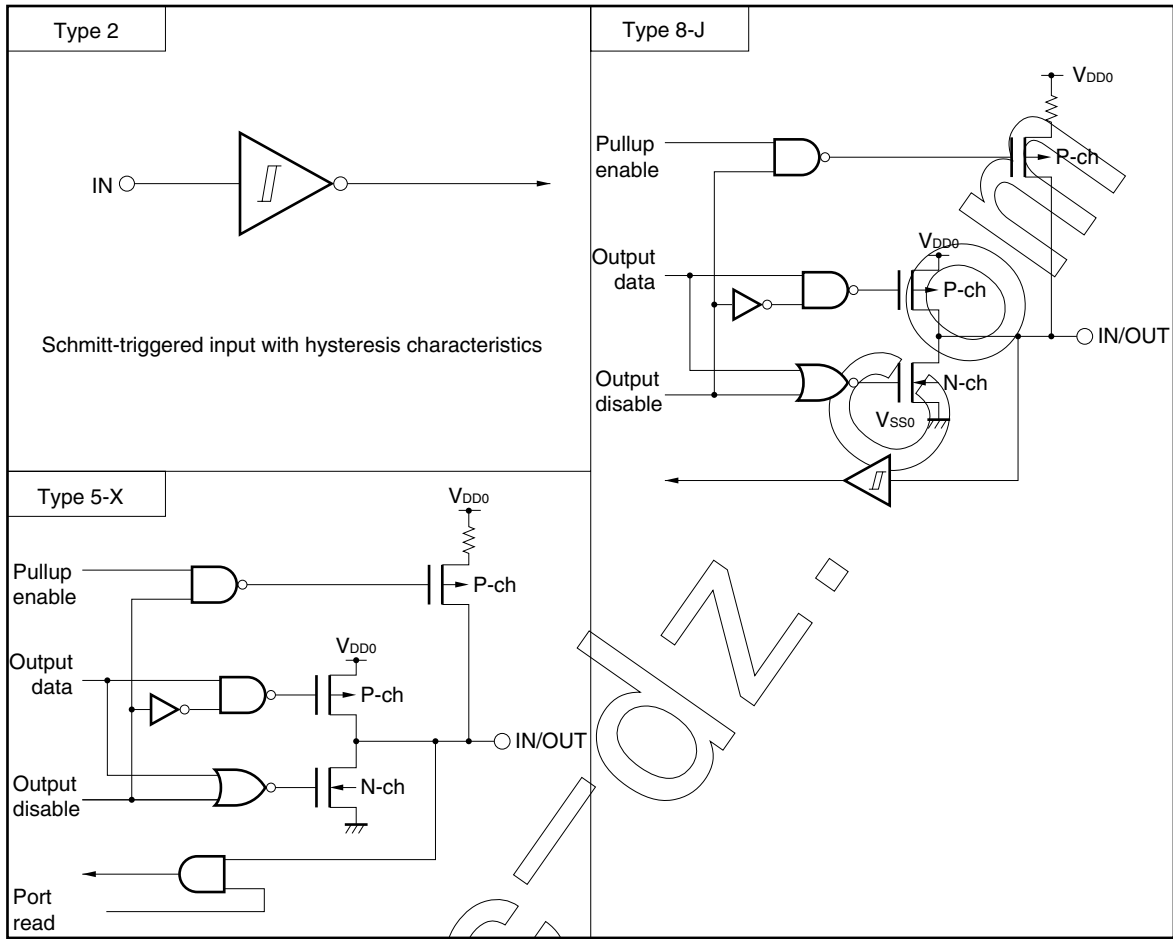 Type 2
IN
Schmitt-triggered input with hysteresis characteristics
Type 5-X
VDD0
Pullup
enable
P-ch
VDD0
Output
data
P-ch
IN/OUT
Output
disable
N-ch
Port
read
Type 8-J
VDD0
Pullup
enable
P-ch
VDD0
Output
data
P-ch
IN/OUT
Output
disable
N-ch
VSS0